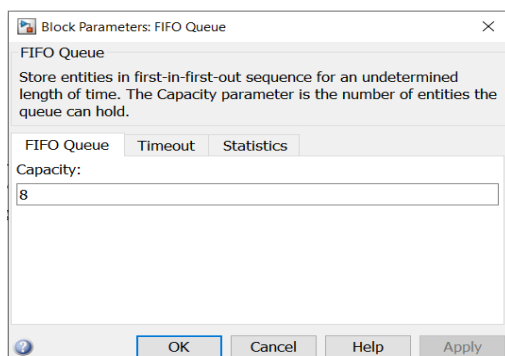 Block Parameters: FIFO Queue
FIFO Queue
Store entities in first-in-first-out sequence for an undetermined
length of time. The Capacity parameter is the number of entities the
queue can hold.
FIFO Queue Timeout Statistics
Capacity:
8
OK Cancel Help Apply